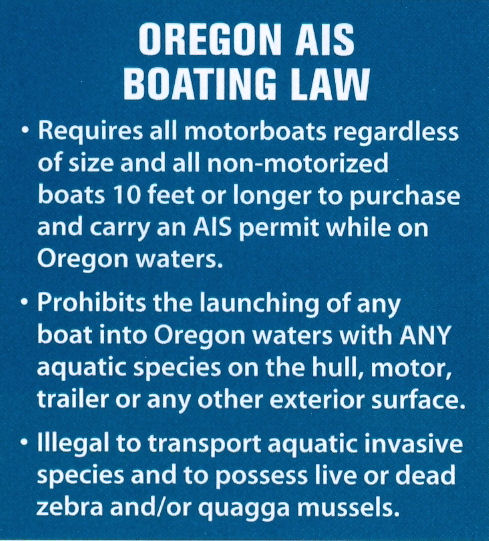 OREGON AIS
BOATING LAW
• Requires all motorboats regardless
of size and all non-motorized
boats 10 feet or longer to purchase
and carry an AIS permit while on
Oregon waters.
• Prohibits the launching of any
boat into Oregon waters with ANY
aquatic species on the hull, motor,
trailer or any other exterior surface.
• Illegal to transport aquatic invasive
species and to possess live or dead
zebra and/or quagga mussels.